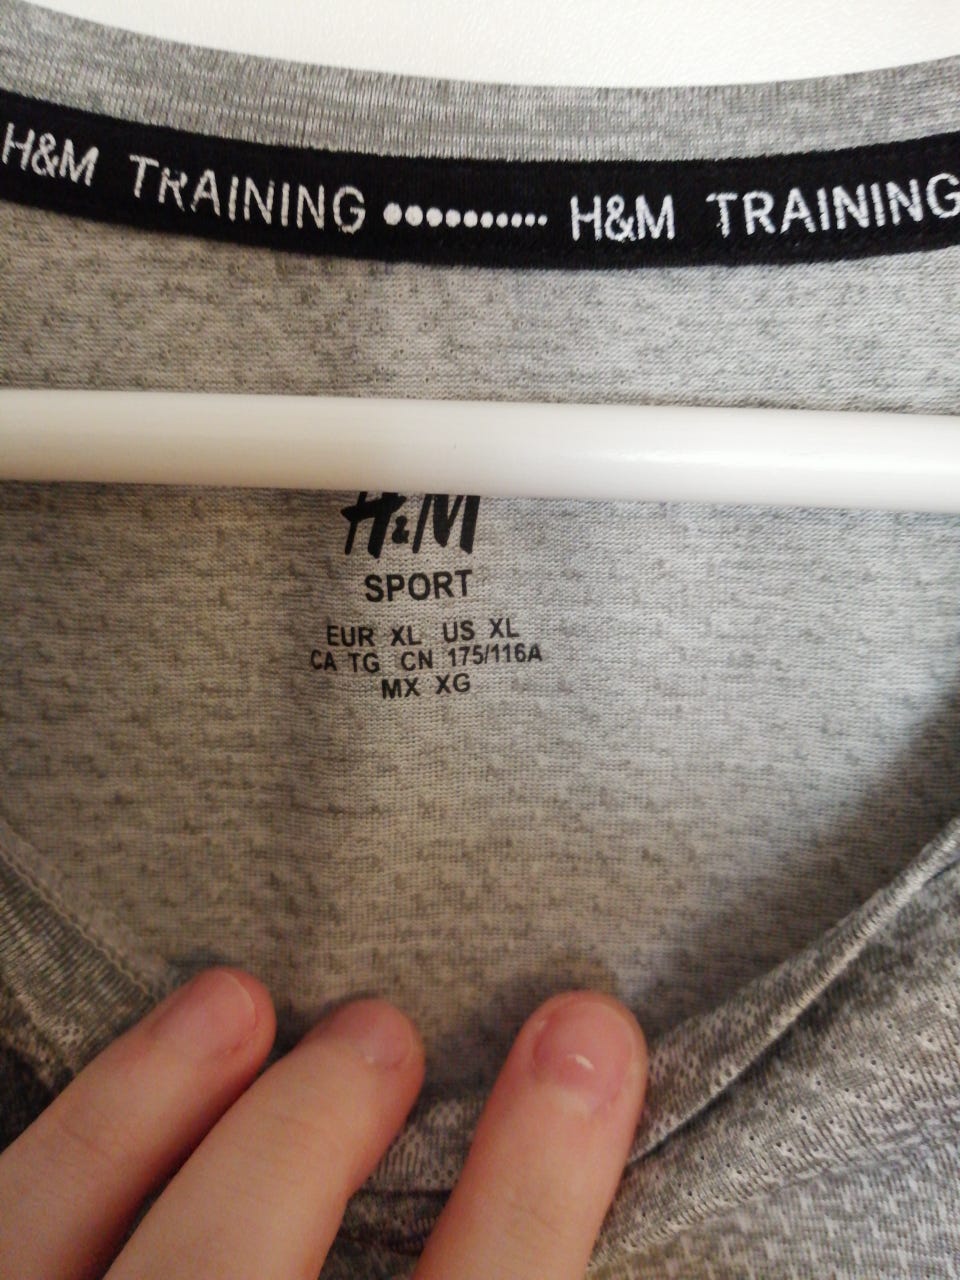 H&M TRAINING H&M TRAINING
H&M
SPORT
EUR XL US XL
CA TG CN 175/116A
MX XG